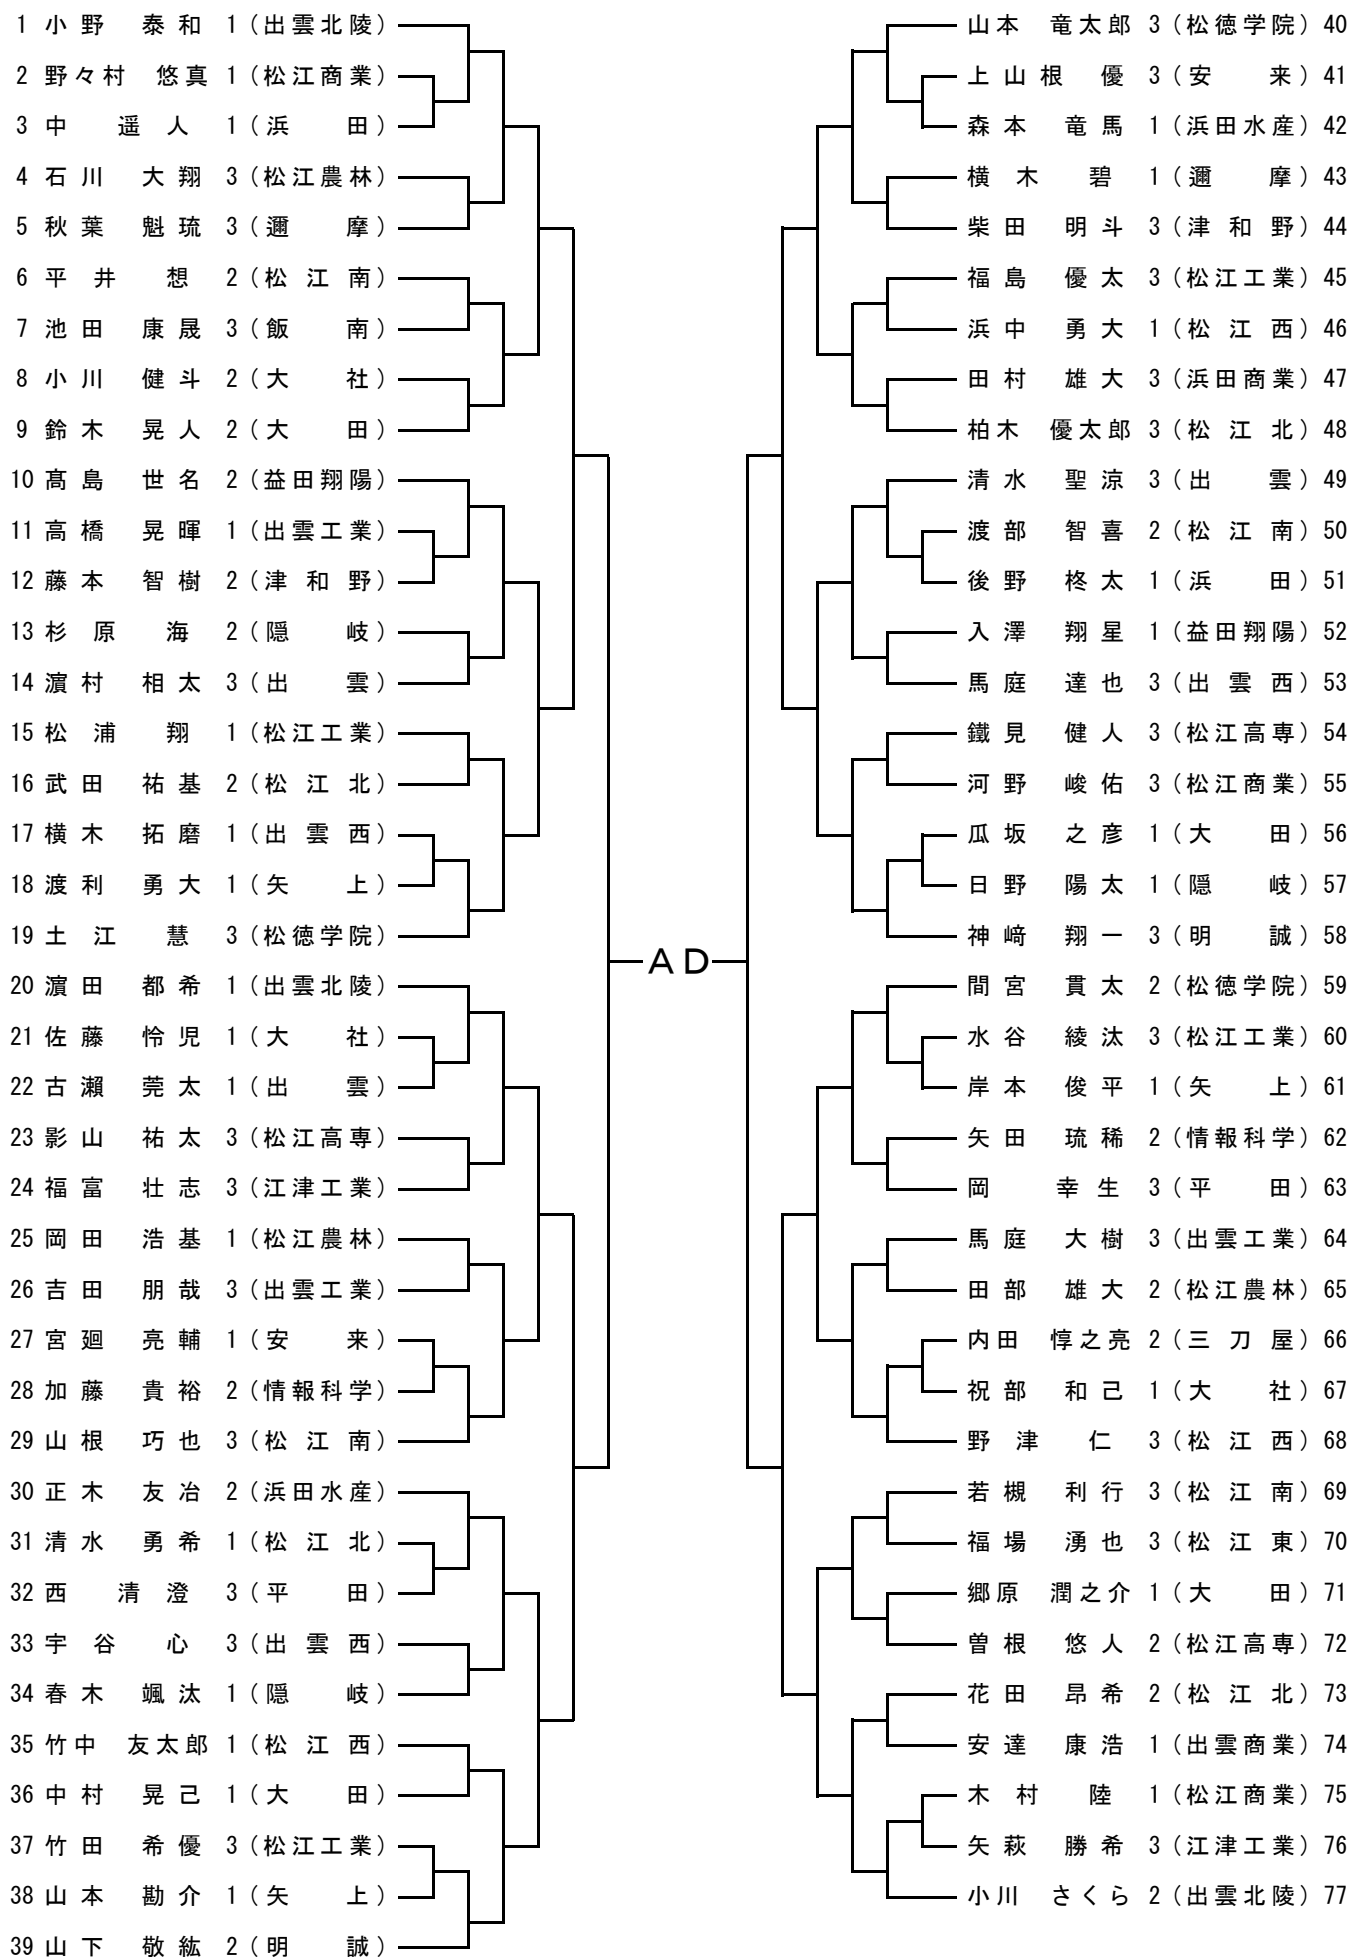 1 小野 泰和 1（出雲北陵）
2 野々村 悠真 1（松江商業）
3 中 遥人 1（浜田）
4 石川 大翔 3（松江農林）
5 秋葉 魁琉 3（邇摩）
6 平井 想 2（松江南）
7 池田 康晟 3（飯南）
8 小川 健斗 2（大社）
9 鈴木 晃人 2（大田）
10 髙島 世名 2（益田翔陽）
11 高橋 晃暉 1（出雲工業）
12 藤本 智樹 2（津和野）
13 杉原 海 2（隠岐）
14 濵村 相太 3（出雲）
15 松浦 翔 1（松江工業）
16 武田 祐基 2（松江北）
17 横木 拓磨 1（出雲西）
18 渡利 勇大 1（矢上）
19 土江 慧 3（松徳学院）
20 濵田 都希 1（出雲北陵）
21 佐藤 怜児 1（大社）
22 古瀨 莞太 1（出雲）
23 影山 祐太 3（松江高専）
24 福富 壮志 3（江津工業）
25 岡田 浩基 1（松江農林）
26 吉田 朋哉 3（出雲工業）
27 宮廻 亮輔 1（安来）
28 加藤 貴裕 2（情報科学）
29 山根 巧也 3（松江南）
30 正木 友冶 2（浜田水産）
31 清水 勇希 1（松江北）
32 西 清澄 3（平田）
33 宇谷 心 3（出雲西）
34 春木 颯汰 1（隠岐）
35 竹中 友太郎 1（松江西）
36 中村 晃己 1（大田）
37 竹田 希優 3（松江工業）
38 山本 勘介 1（矢上）
39 山下 敬紘 2（明誠）
AD
山本 竜太郎 3（松徳学院）40
上山根 優 3（安来）41
森本 竜馬 1（浜田水産）42
横木 碧 1（邇摩）43
柴田 明斗 3（津和野）44
福島 優太 3（松江工業）45
浜中 勇大 1（松江西）46
田村 雄大 3（浜田商業）47
柏木 優太郎 3（松江北）48
清水 聖涼 3（出雲）49
渡部 智喜 2（松江南）50
後野 柊太 1（浜田）51
入澤 翔星 1（益田翔陽）52
馬庭 達也 3（出雲西）53
鐵見 健人 3（松江高専）54
河野 峻佑 3（松江商業）55
瓜坂 之彦 1（大田）56
日野 陽太 1（隠岐）57
神﨑 翔一 3（明誠）58
間宮 貫太 2（松徳学院）59
水谷 綾汰 3（松江工業）60
岸本 俊平 1（矢上）61
矢田 琉稀 2（情報科学）62
岡 幸生 3（平田）63
馬庭 大樹 3（出雲工業）64
田部 雄大 2（松江農林）65
内田 惇之亮 2（三刀屋）66
祝部 和己 1（大社）67
野津 仁 3（松江西）68
若槻 利行 3（松江南）69
福場 湧也 3（松江東）70
郷原 潤之介 1（大田）71
曽根 悠人 2（松江高専）72
花田 昂希 2（松江北）73
安達 康浩 1（出雲商業）74
木村 陸 1（松江商業）75
矢萩 勝希 3（江津工業）76
小川 さくら 2（出雲北陵）77